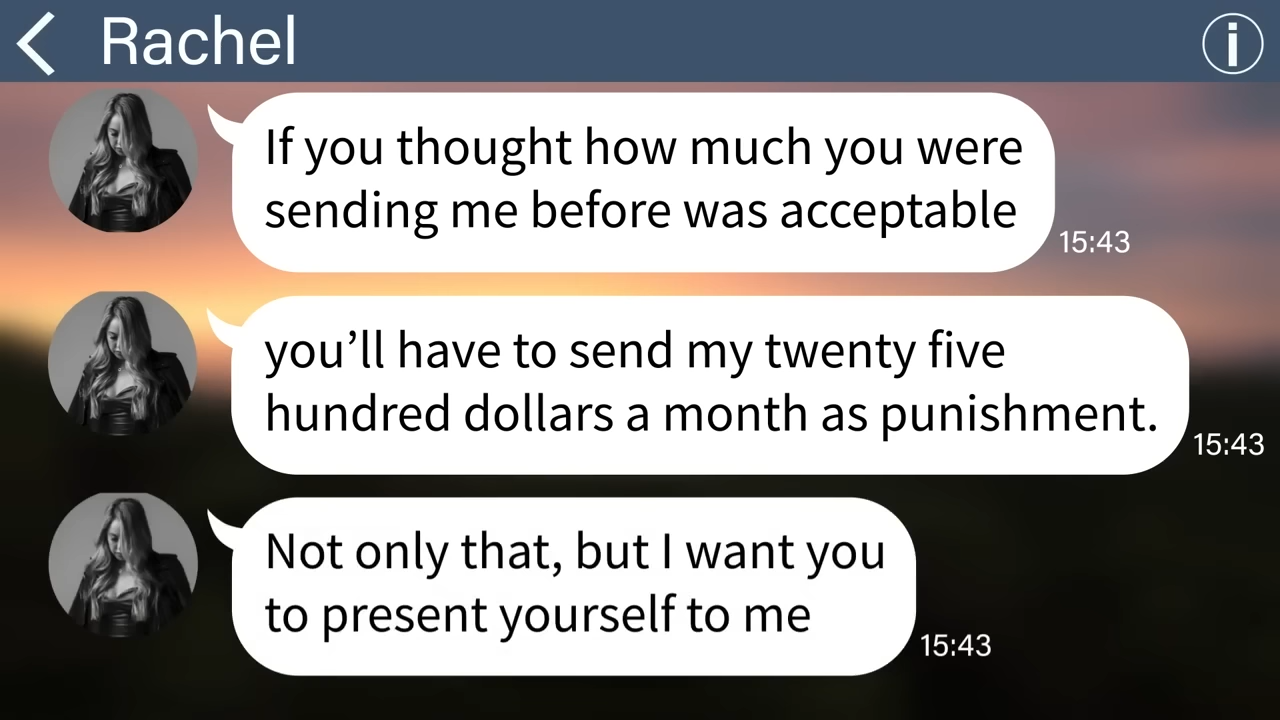 Rachel
If you thought how much you were
sending me before was acceptable
15:43
you’ll have to send my twenty five
hundred dollars a month as punishment.
15:43
Not only that, but I want you
to present yourself to me
15:43